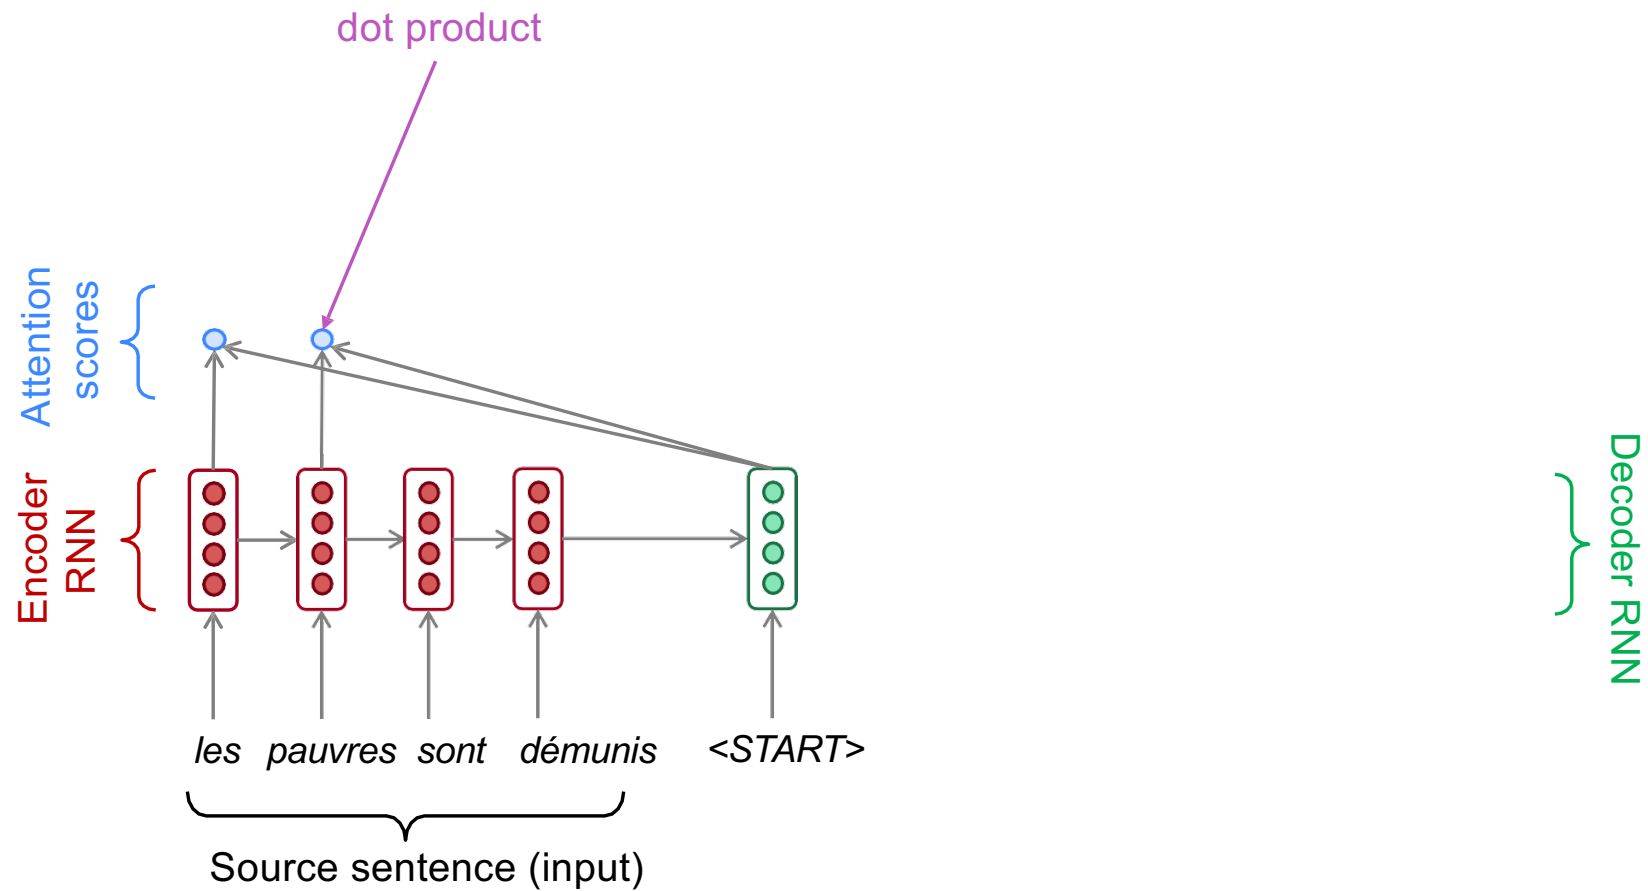 dot product
Attention
scores
Encoder
RNN
Decoder RNN
les pauvres sont démunis <START>
Source sentence (input)